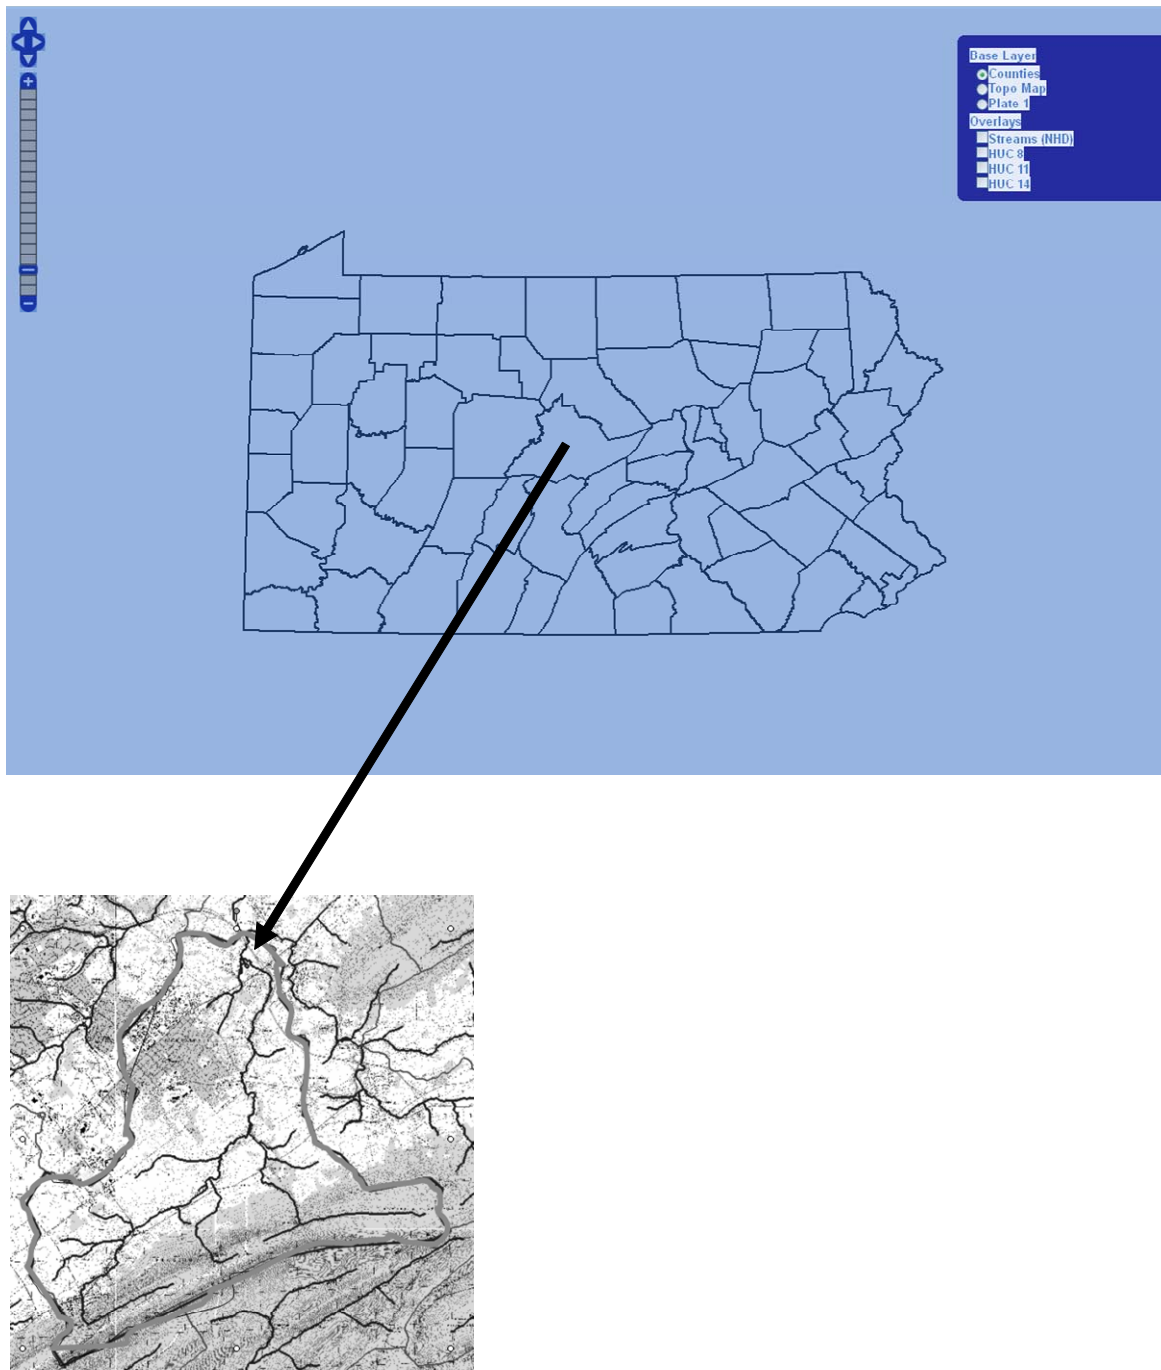 Base Layer
Counties
Topo Map
Plate 1
Overlays
Streams (NHD)
HUC 8
HUC 11
HUC 14